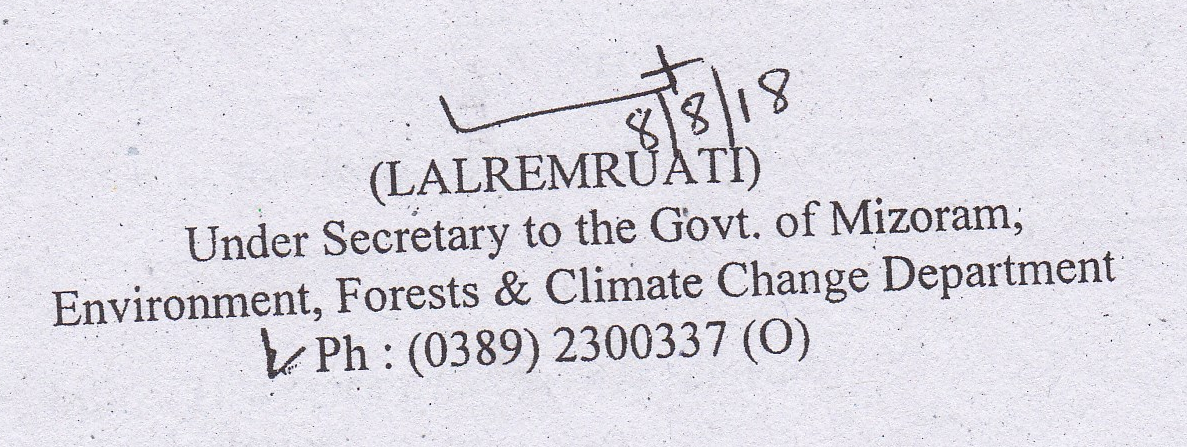 8/8/18
(LALREMRUATI)
Under Secretary to the Govt. of Mizoram,
Environment, Forests & Climate Change Department
Ph : (0389) 2300337 (O)